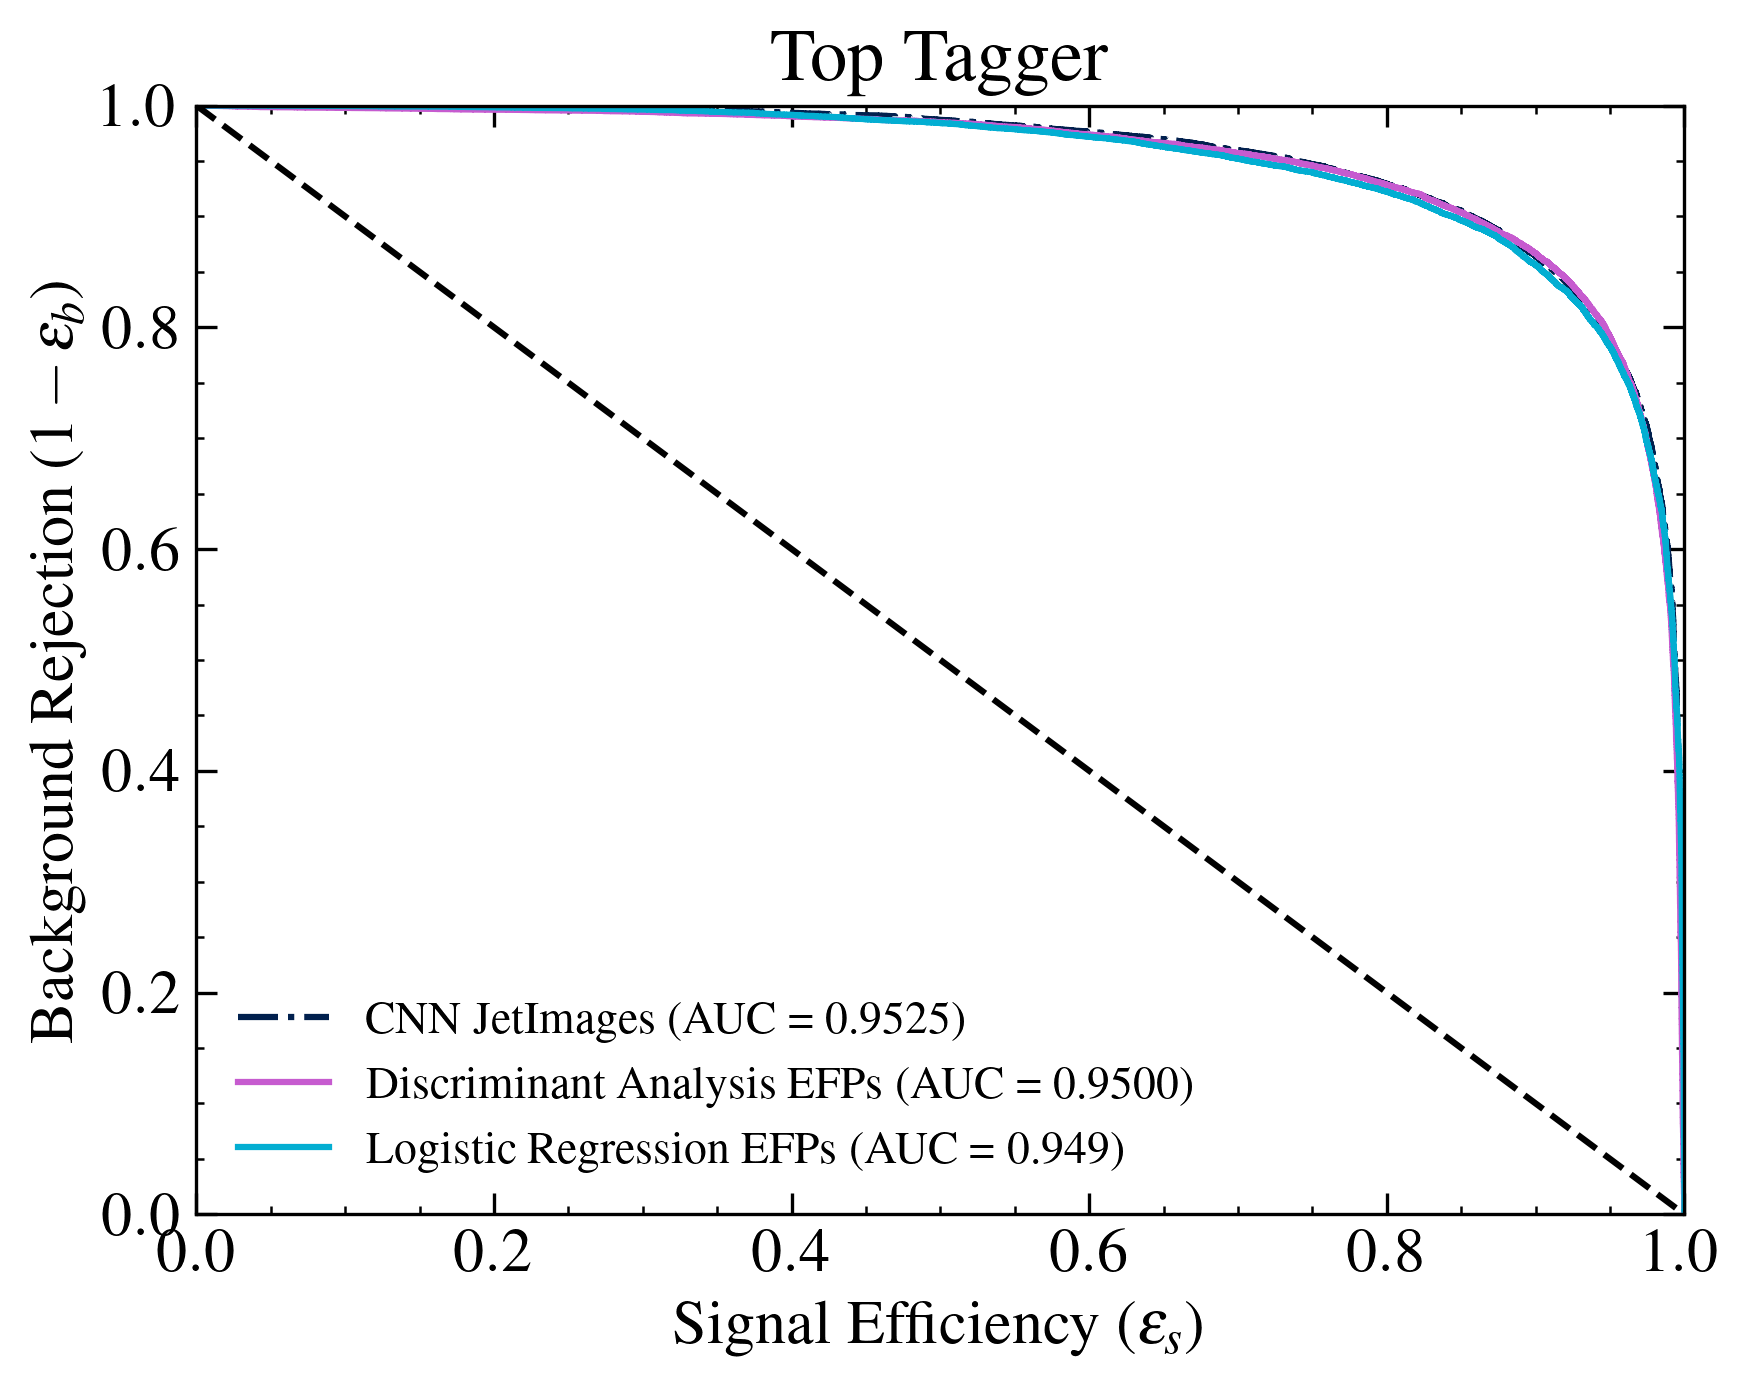 Top Tagger
Background Rejection (1 − ε_b)
1.0
0.8
0.6
0.4
0.2
0.0
CNN JetImages (AUC = 0.9525)
Discriminant Analysis EFPs (AUC = 0.9500)
Logistic Regression EFPs (AUC = 0.949)
0.0 0.2 0.4 0.6 0.8 1.0
Signal Efficiency (ε_s)